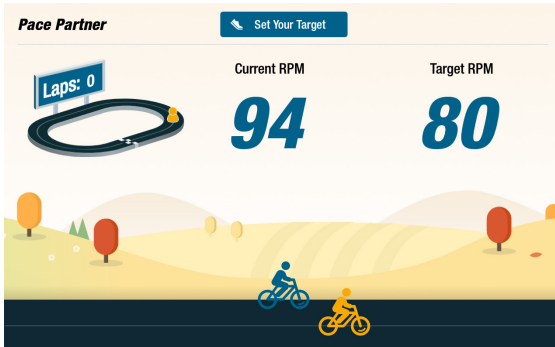 Pace Partner
Set Your Target
Laps: 0
Current RPM
Target RPM
94
80